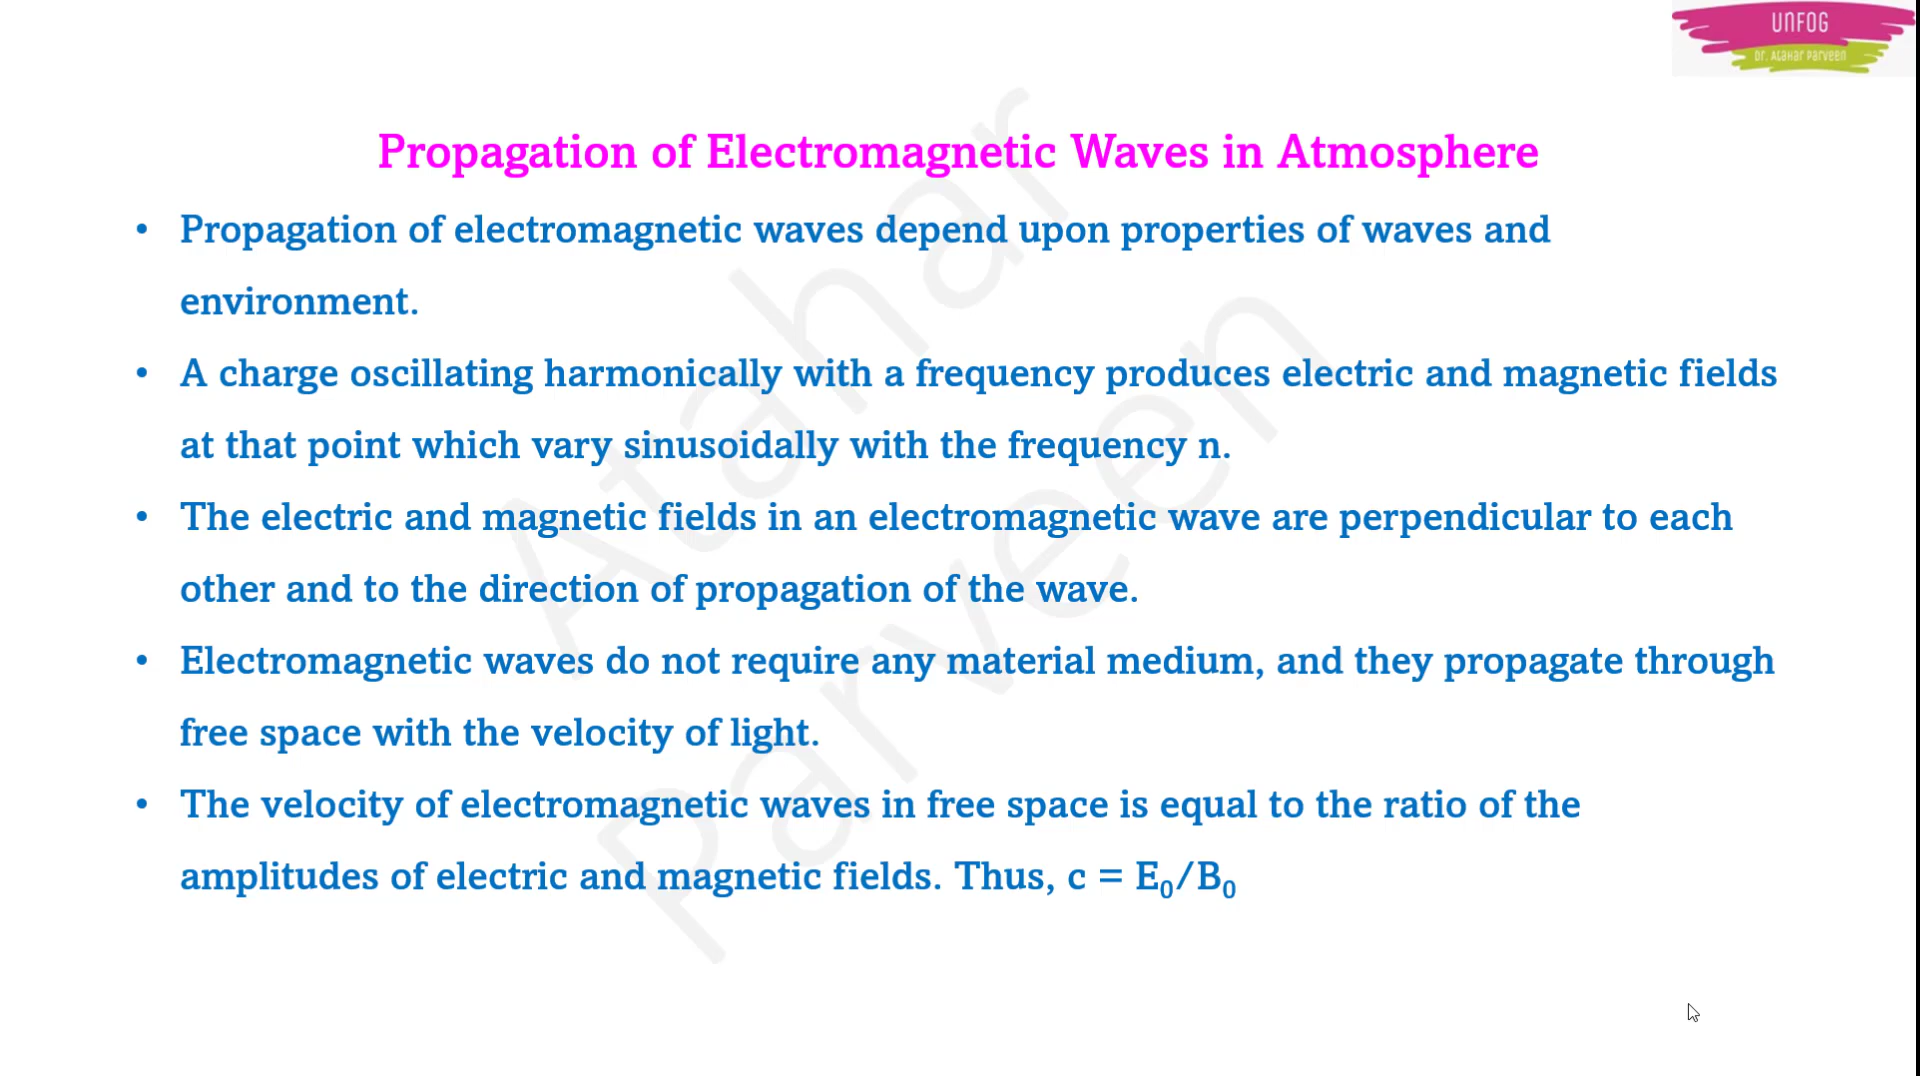 UNFOG
Dr. Atahar Parveen
Propagation of Electromagnetic Waves in Atmosphere
• Propagation of electromagnetic waves depend upon properties of waves and
environment.
• A charge oscillating harmonically with a frequency produces electric and magnetic fields
at that point which vary sinusoidally with the frequency n.
• The electric and magnetic fields in an electromagnetic wave are perpendicular to each
other and to the direction of propagation of the wave.
• Electromagnetic waves do not require any material medium, and they propagate through
free space with the velocity of light.
• The velocity of electromagnetic waves in free space is equal to the ratio of the
amplitudes of electric and magnetic fields. Thus, c = E₀/B₀
Atahar
Parveen